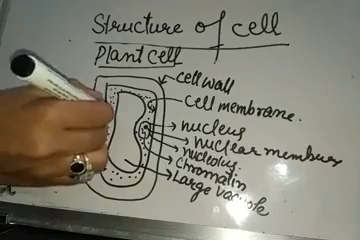 Structure of cell
Plant cell
cell wall
cell membrane.
nucleus
nuclear membrane
nucleolus
chromatin
Large vacuole